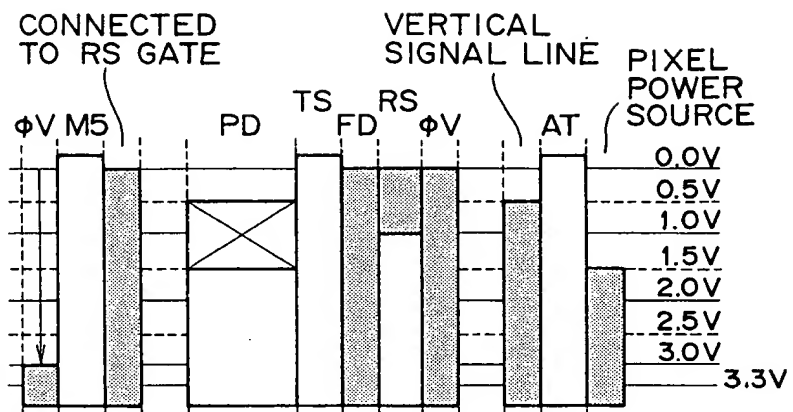 CONNECTED
TO RS GATE
VERTICAL
SIGNAL LINE
PIXEL
POWER
SOURCE
ΦV M5 PD TS FD RS ΦV AT
0.0V
0.5V
1.0V
1.5V
2.0V
2.5V
3.0V
3.3V